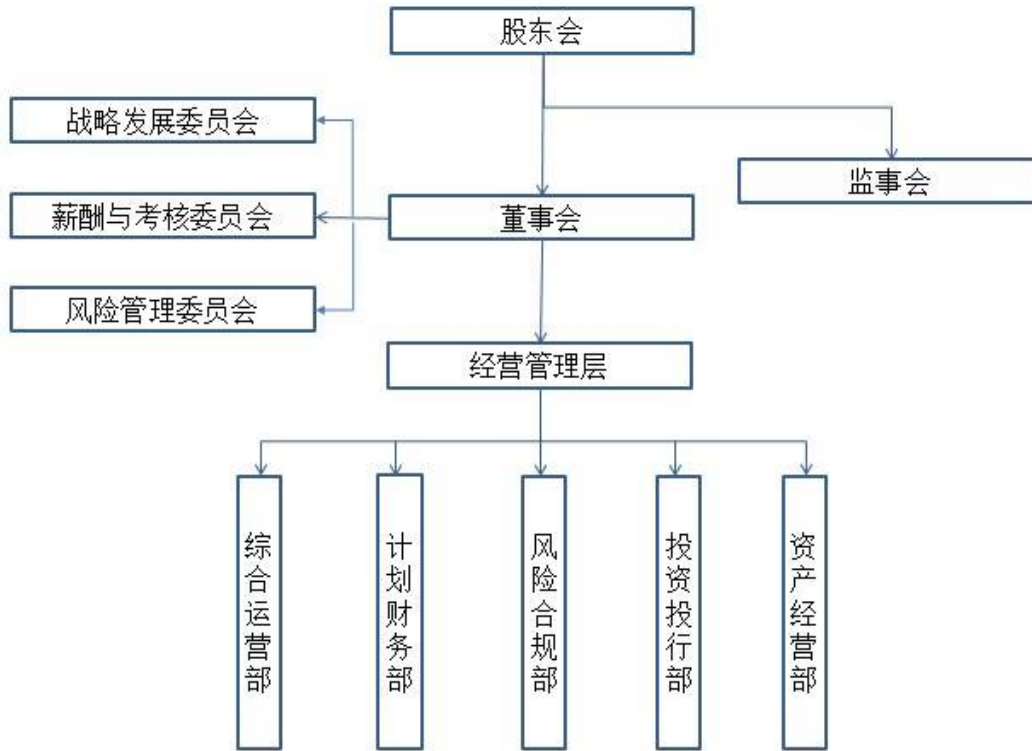 股东会
战略发展委员会
监事会
薪酬与考核委员会
董事会
风险管理委员会
经营管理层
综合运营部
计划财务部
风险合规部
投资投行部
资产经营部